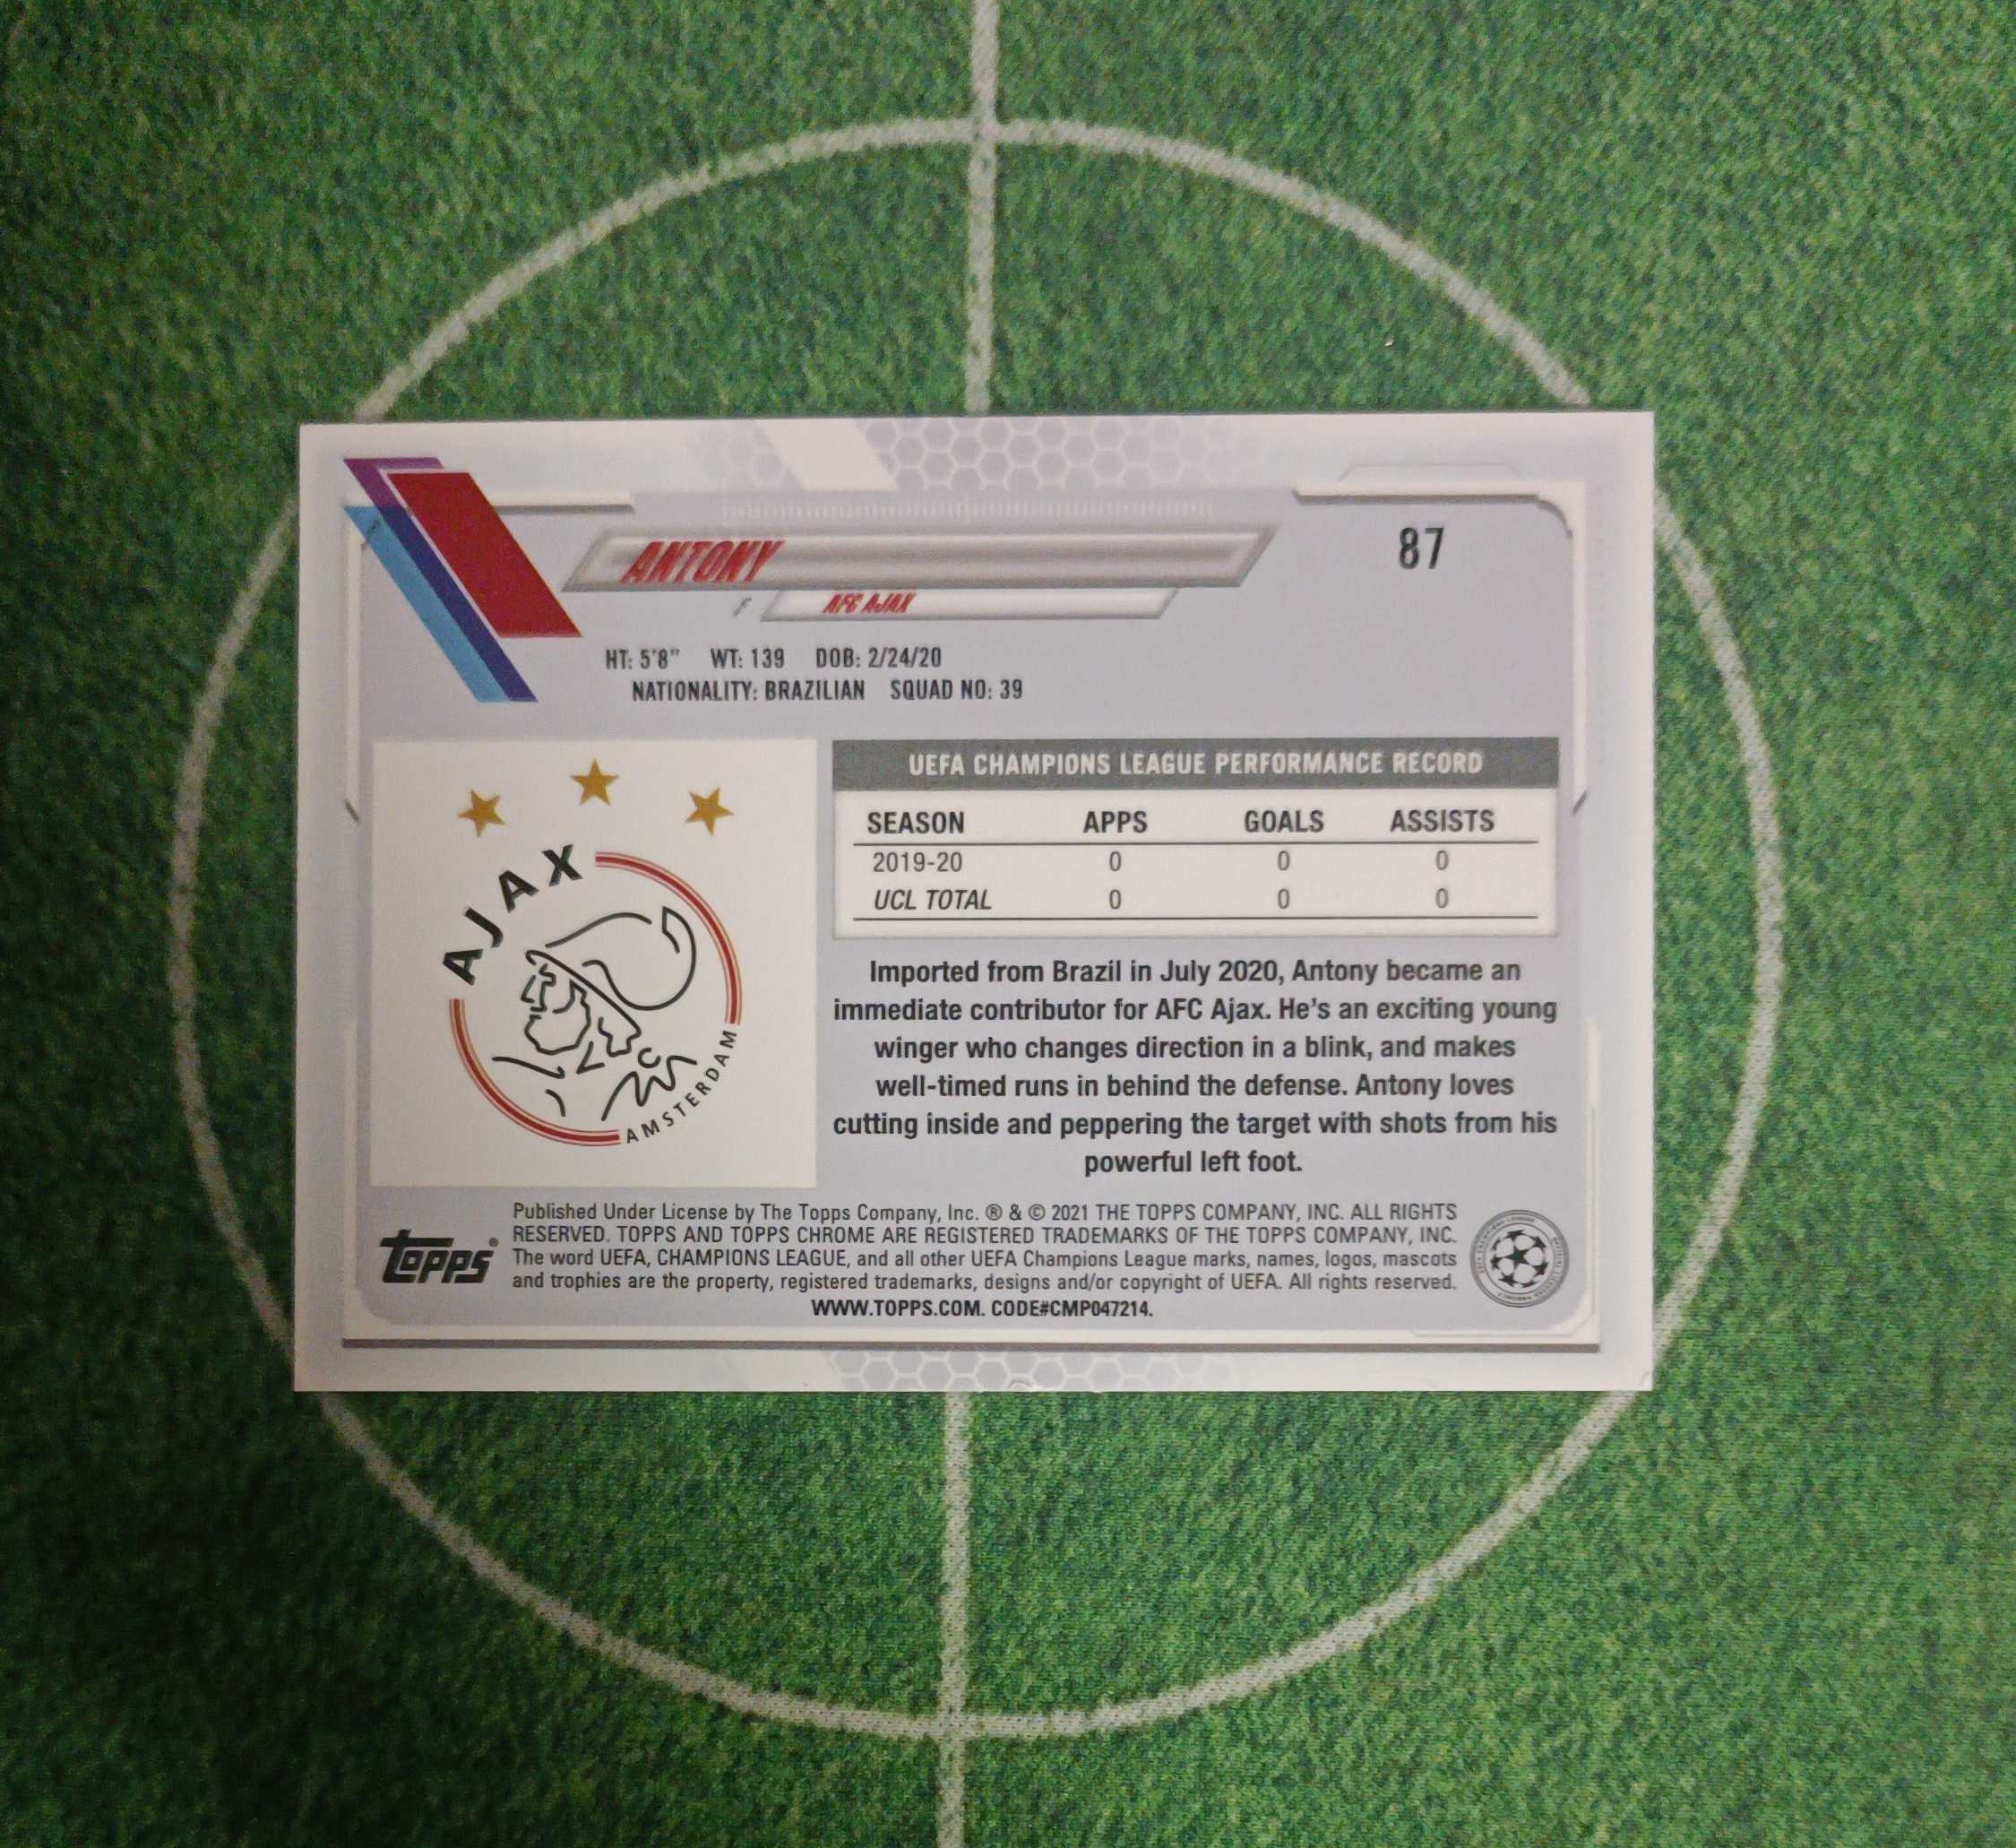 ANTONY
87
F AFC AJAX
HT: 5'8" WT: 139 DOB: 2/24/20
NATIONALITY: BRAZILIAN SQUAD NO: 39
AJAX
AMSTERDAM
UEFA CHAMPIONS LEAGUE PERFORMANCE RECORD
SEASON APPS GOALS ASSISTS
2019-20 0 0 0
UCL TOTAL 0 0 0
Imported from Brazil in July 2020, Antony became an
immediate contributor for AFC Ajax. He's an exciting young
winger who changes direction in a blink, and makes
well-timed runs in behind the defense. Antony loves
cutting inside and peppering the target with shots from his
powerful left foot.
Topps®
Published Under License by The Topps Company, Inc. ® & © 2021 THE TOPPS COMPANY, INC. ALL RIGHTS
RESERVED. TOPPS AND TOPPS CHROME ARE REGISTERED TRADEMARKS OF THE TOPPS COMPANY, INC.
The word UEFA, CHAMPIONS LEAGUE, and all other UEFA Champions League marks, names, logos, mascots
and trophies are the property, registered trademarks, designs and/or copyright of UEFA. All rights reserved.
WWW.TOPPS.COM. CODE#CMP047214.